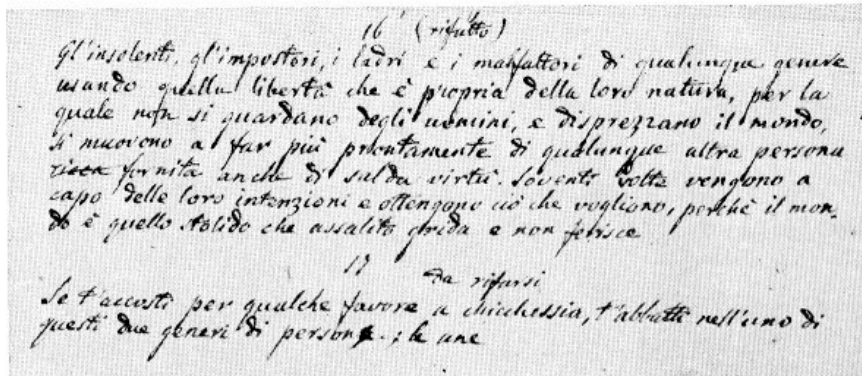 16 (rifatto)
Gl'insolenti, gl'impostori, i ladri e i malfattori di qualunque genere
usando quella libertà che è propria della loro natura, per la
quale non si guardano degli uomini, e disprezzano il mondo,
si muovono a far più prontamente di qualunque altra persona
ricca fornita anche di salda virtù. Soventi volte vengono a
capo delle loro intenzioni e ottengono ciò che vogliono, perchè il mon-
do è quello stolido che assalito grida e non ferisce
17 da rifarsi
Se t'accosti per qualche favore a chicchessia, t'abbatti nell'uno di
questi due generi di persone; le une